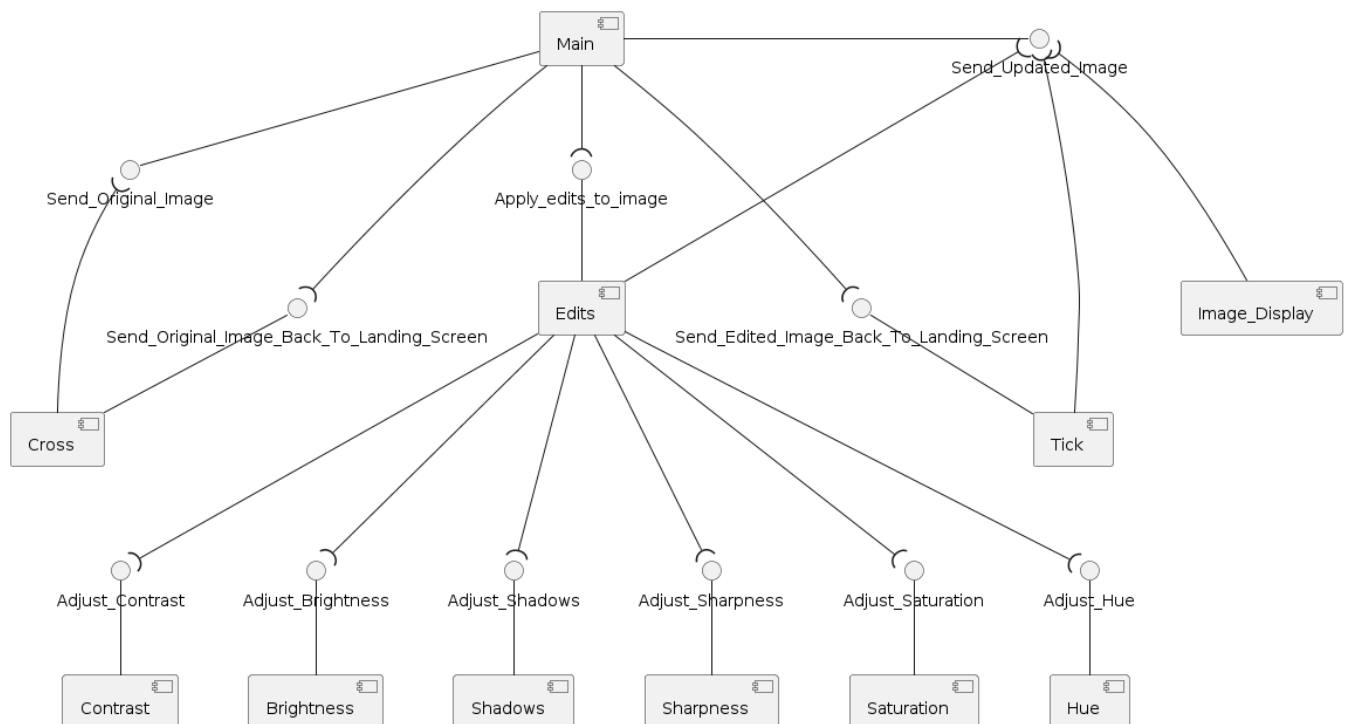 Main
Send_Updated_Image
Send_Original_Image
Apply_edits_to_image
Edits
Image_Display
Send_Original_Image_Back_To_Landing_Screen
Send_Edited_Image_Back_To_Landing_Screen
Cross
Tick
Adjust_Contrast
Adjust_Brightness
Adjust_Shadows
Adjust_Sharpness
Adjust_Saturation
Adjust_Hue
Contrast
Brightness
Shadows
Sharpness
Saturation
Hue